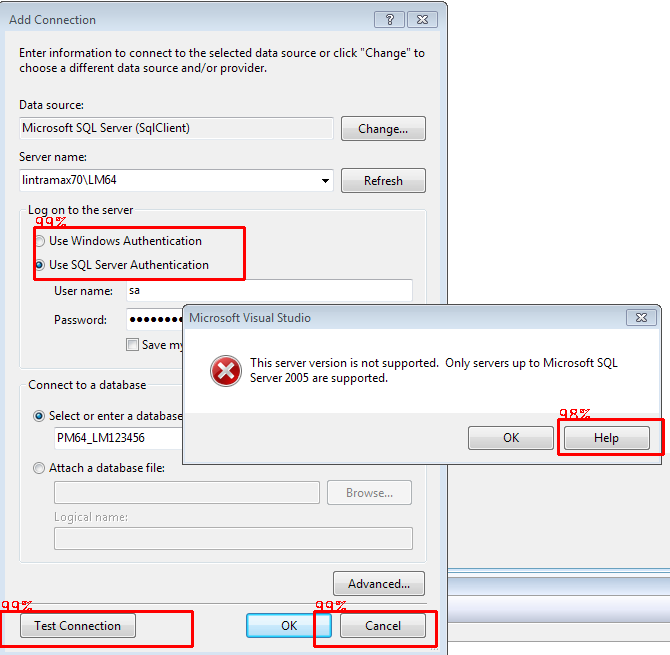 Add Connection
?
Enter information to connect to the selected data source or click "Change" to
choose a different data source and/or provider.
Data source:
Microsoft SQL Server (SqlClient)
Change...
Server name:
lintramax70\LM64
Refresh
Log on to the server
99%
Use Windows Authentication
Use SQL Server Authentication
User name:
sa
Password:
Save my
Microsoft Visual Studio
This server version is not supported.  Only servers up to Microsoft SQL
Server 2005 are supported.
98%
OK
Help
Connect to a database
Select or enter a database
PM64_LM123456
Attach a database file:
Browse...
Logical name:
Advanced...
99%
Test Connection
OK
99%
Cancel